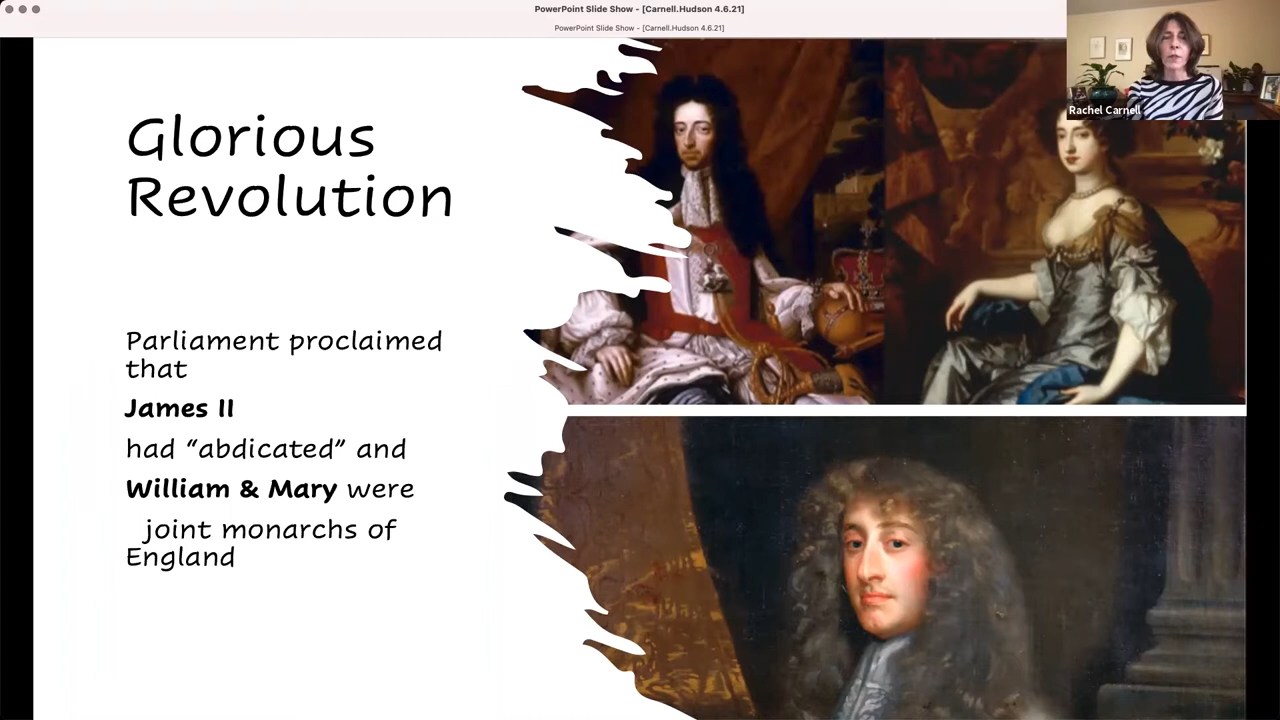 PowerPoint Slide Show - [Carnell.Hudson 4.6.21]
PowerPoint Slide Show - [Carnell.Hudson 4.6.21]
Rachel Carnell
Glorious
Revolution
Parliament proclaimed
that
James II
had “abdicated” and
William & Mary were
joint monarchs of
England